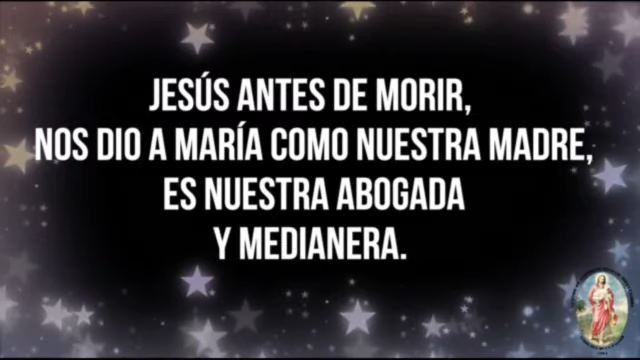 JESÚS ANTES DE MORIR,
NOS DIO A MARÍA COMO NUESTRA MADRE,
ES NUESTRA ABOGADA
Y MEDIANERA.